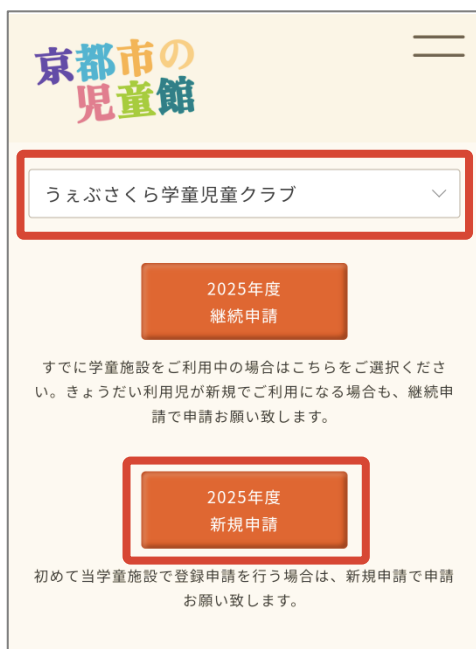 京都市の
児童館
うぇぶさくら学童児童クラブ
2025年度
継続申請
すでに学童施設をご利用中の場合はこちらをご選択くださ
い。きょうだい利用児が新規でご利用になる場合も、継続申
請で申請お願い致します。
2025年度
新規申請
初めて当学童施設で登録申請を行う場合は、新規申請で申請
お願い致します。